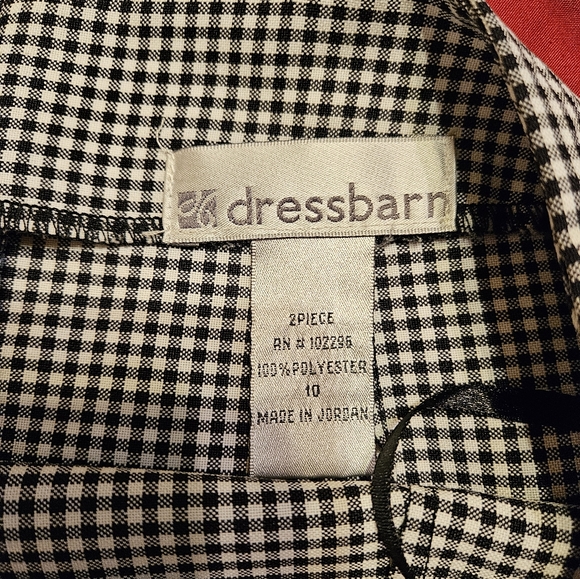 dressbarn
2PIECE
RN # 102296
100%POLYESTER
10
MADE IN JORDAN